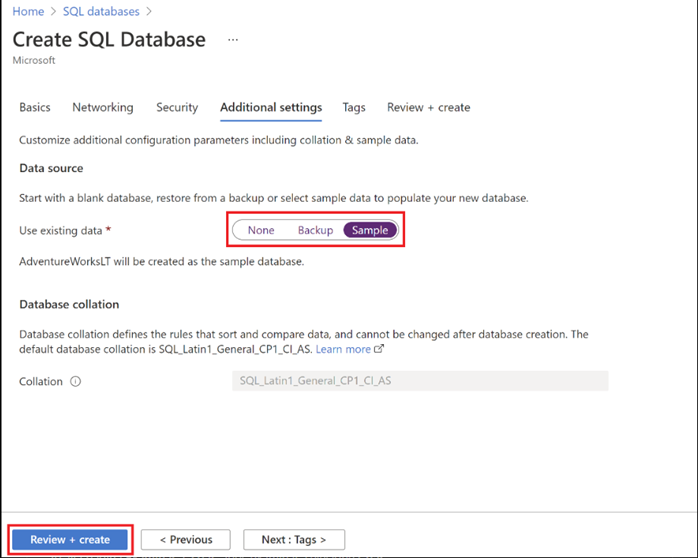 Home > SQL databases >
Create SQL Database ...
Microsoft
Basics Networking Security Additional settings Tags Review + create
Customize additional configuration parameters including collation & sample data.
Data source
Start with a blank database, restore from a backup or select sample data to populate your new database.
Use existing data * None Backup Sample
AdventureWorksLT will be created as the sample database.
Database collation
Database collation defines the rules that sort and compare data, and cannot be changed after database creation. The
default database collation is SQL_Latin1_General_CP1_CI_AS. Learn more
Collation SQL_Latin1_General_CP1_CI_AS
Review + create < Previous Next : Tags >